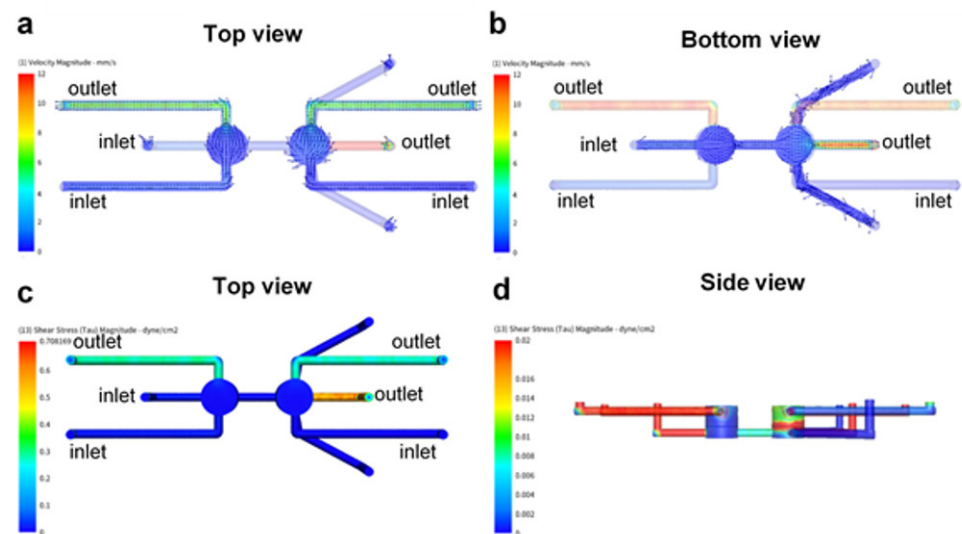 a
Top view
(1) Velocity Magnitude - mm/s
12
10
8
6
4
2
0
outlet
inlet
inlet
outlet
outlet
inlet
b
Bottom view
(1) Velocity Magnitude - mm/s
12
10
8
6
4
2
0
outlet
inlet
inlet
outlet
outlet
inlet
c
Top view
(13) Shear Stress (Tau) Magnitude - dyne/cm2
0.708169
0.6
0.5
0.4
0.3
0.2
0.1
0.
outlet
inlet
inlet
outlet
outlet
inlet
d
Side view
(13) Shear Stress (Tau) Magnitude - dyne/cm2
0.02
0.016
0.014
0.012
0.01
0.008
0.006
0.004
0.002
0